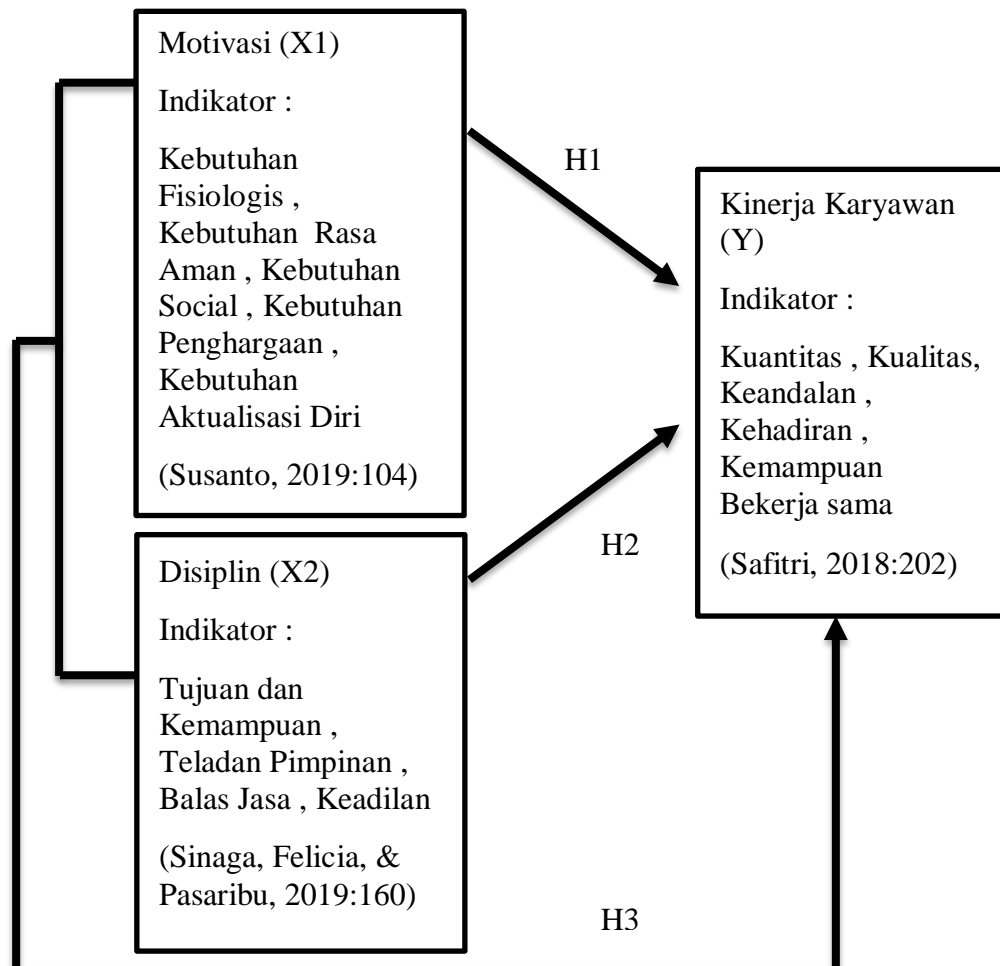 Motivasi (X1)
Indikator :
Kebutuhan
Fisiologis ,
Kebutuhan  Rasa
Aman , Kebutuhan
Social , Kebutuhan
Penghargaan ,
Kebutuhan
Aktualisasi Diri
(Susanto, 2019:104)
H1
Kinerja Karyawan
(Y)
Indikator :
Kuantitas , Kualitas,
Keandalan ,
Kehadiran ,
Kemampuan
Bekerja sama
(Safitri, 2018:202)
H2
Disiplin (X2)
Indikator :
Tujuan dan
Kemampuan ,
Teladan Pimpinan ,
Balas Jasa , Keadilan
(Sinaga, Felicia, &
Pasaribu, 2019:160)
H3